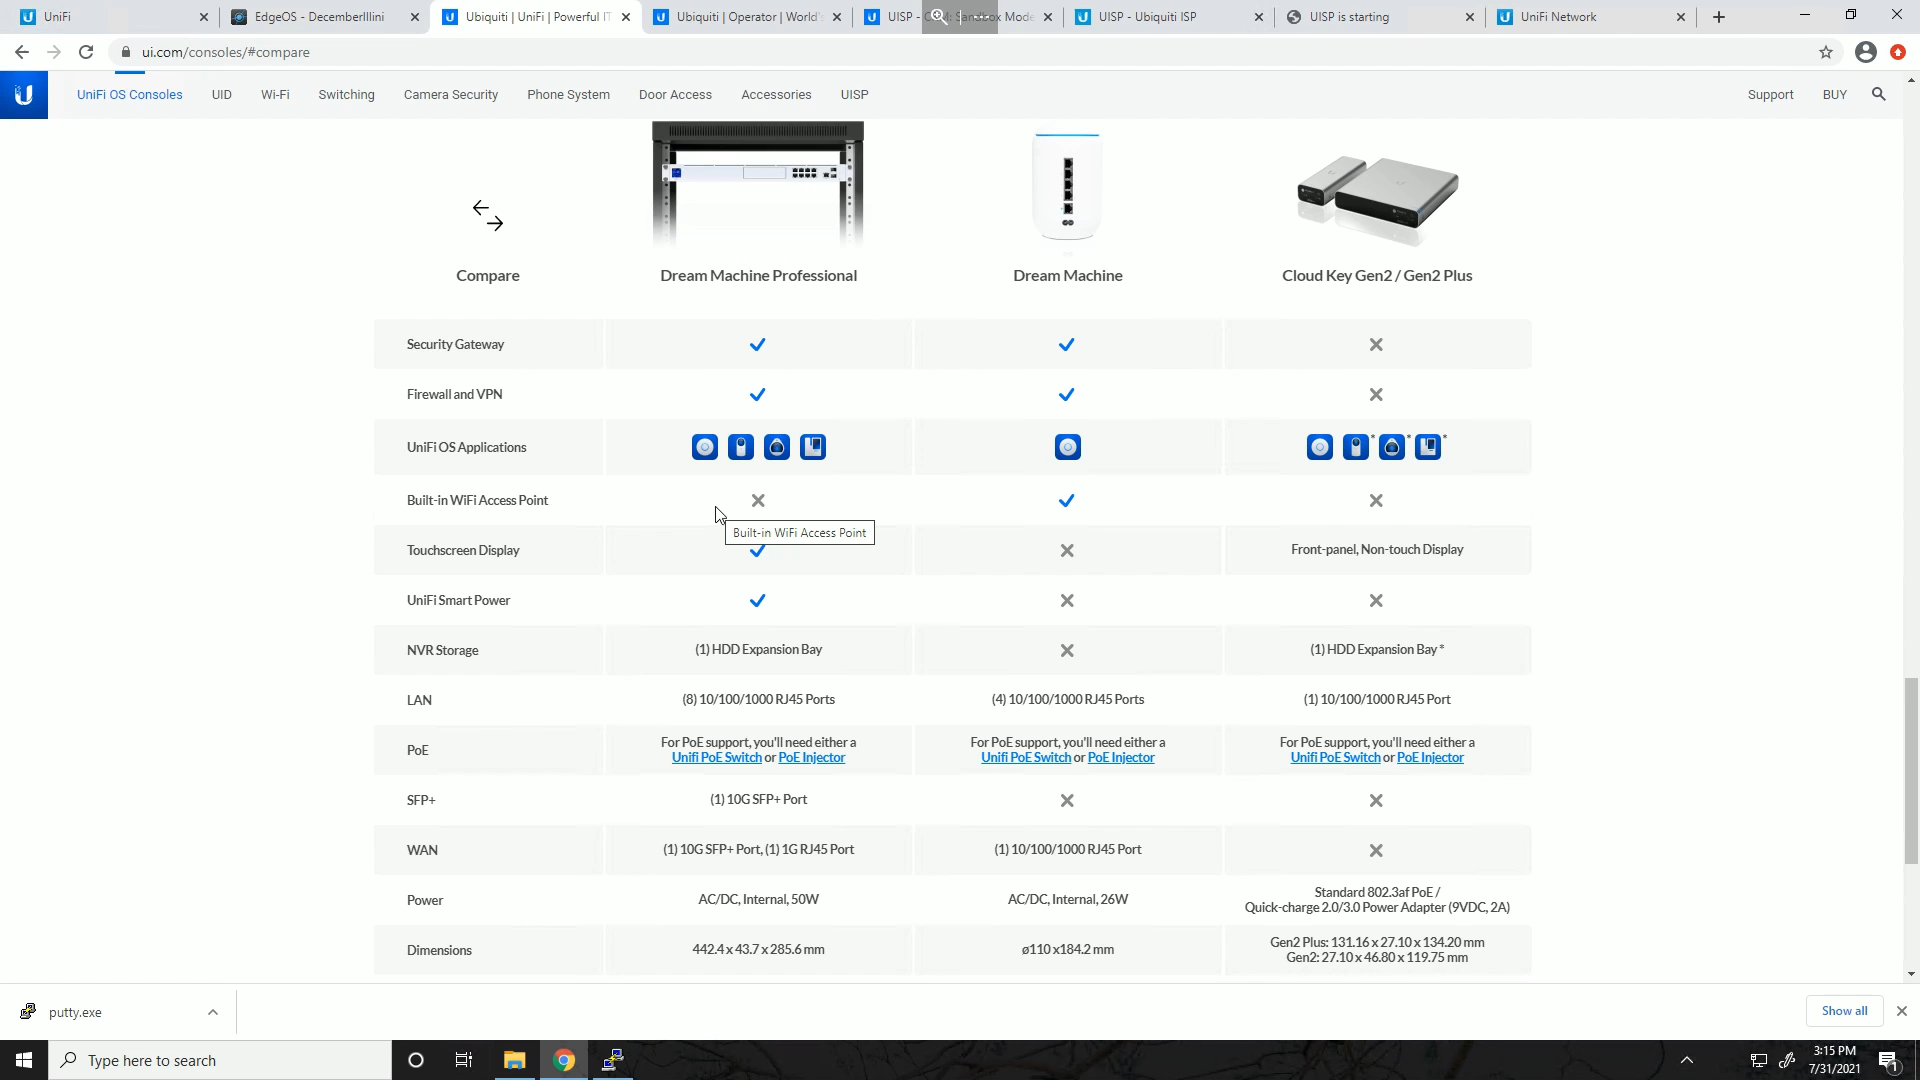 UniFi
EdgeOS - DecemberIllini
Ubiquiti | UniFi | Powerful IT
Ubiquiti | Operator | World's
UISP - Sandbox Mode
UISP - Ubiquiti ISP
UISP is starting
UniFi Network
ui.com/consoles/#compare
UniFi OS Consoles
UID
Wi-Fi
Switching
Camera Security
Phone System
Door Access
Accessories
UISP
Support
BUY
Compare
Dream Machine Professional
Dream Machine
Cloud Key Gen2 / Gen2 Plus
Security Gateway
Firewall and VPN
UniFi OS Applications
* * *
Built-in WiFi Access Point
Built-in WiFi Access Point
Touchscreen Display
Front-panel, Non-touch Display
UniFi Smart Power
NVR Storage
(1) HDD Expansion Bay
(1) HDD Expansion Bay *
LAN
(8) 10/100/1000 RJ45 Ports
(4) 10/100/1000 RJ45 Ports
(1) 10/100/1000 RJ45 Port
PoE
For PoE support, you'll need either a
Unifi PoE Switch or PoE Injector
For PoE support, you'll need either a
Unifi PoE Switch or PoE Injector
For PoE support, you'll need either a
Unifi PoE Switch or PoE Injector
SFP+
(1) 10G SFP+ Port
WAN
(1) 10G SFP+ Port, (1) 1G RJ45 Port
(1) 10/100/1000 RJ45 Port
Power
AC/DC, Internal, 50W
AC/DC, Internal, 26W
Standard 802.3af PoE /
Quick-charge 2.0/3.0 Power Adapter (9VDC, 2A)
Dimensions
442.4 x 43.7 x 285.6 mm
ø110 x184.2 mm
Gen2 Plus: 131.16 x 27.10 x 134.20 mm
Gen2: 27.10 x 46.80 x 119.75 mm
putty.exe
Show all
Type here to search
3:15 PM
7/31/2021
1